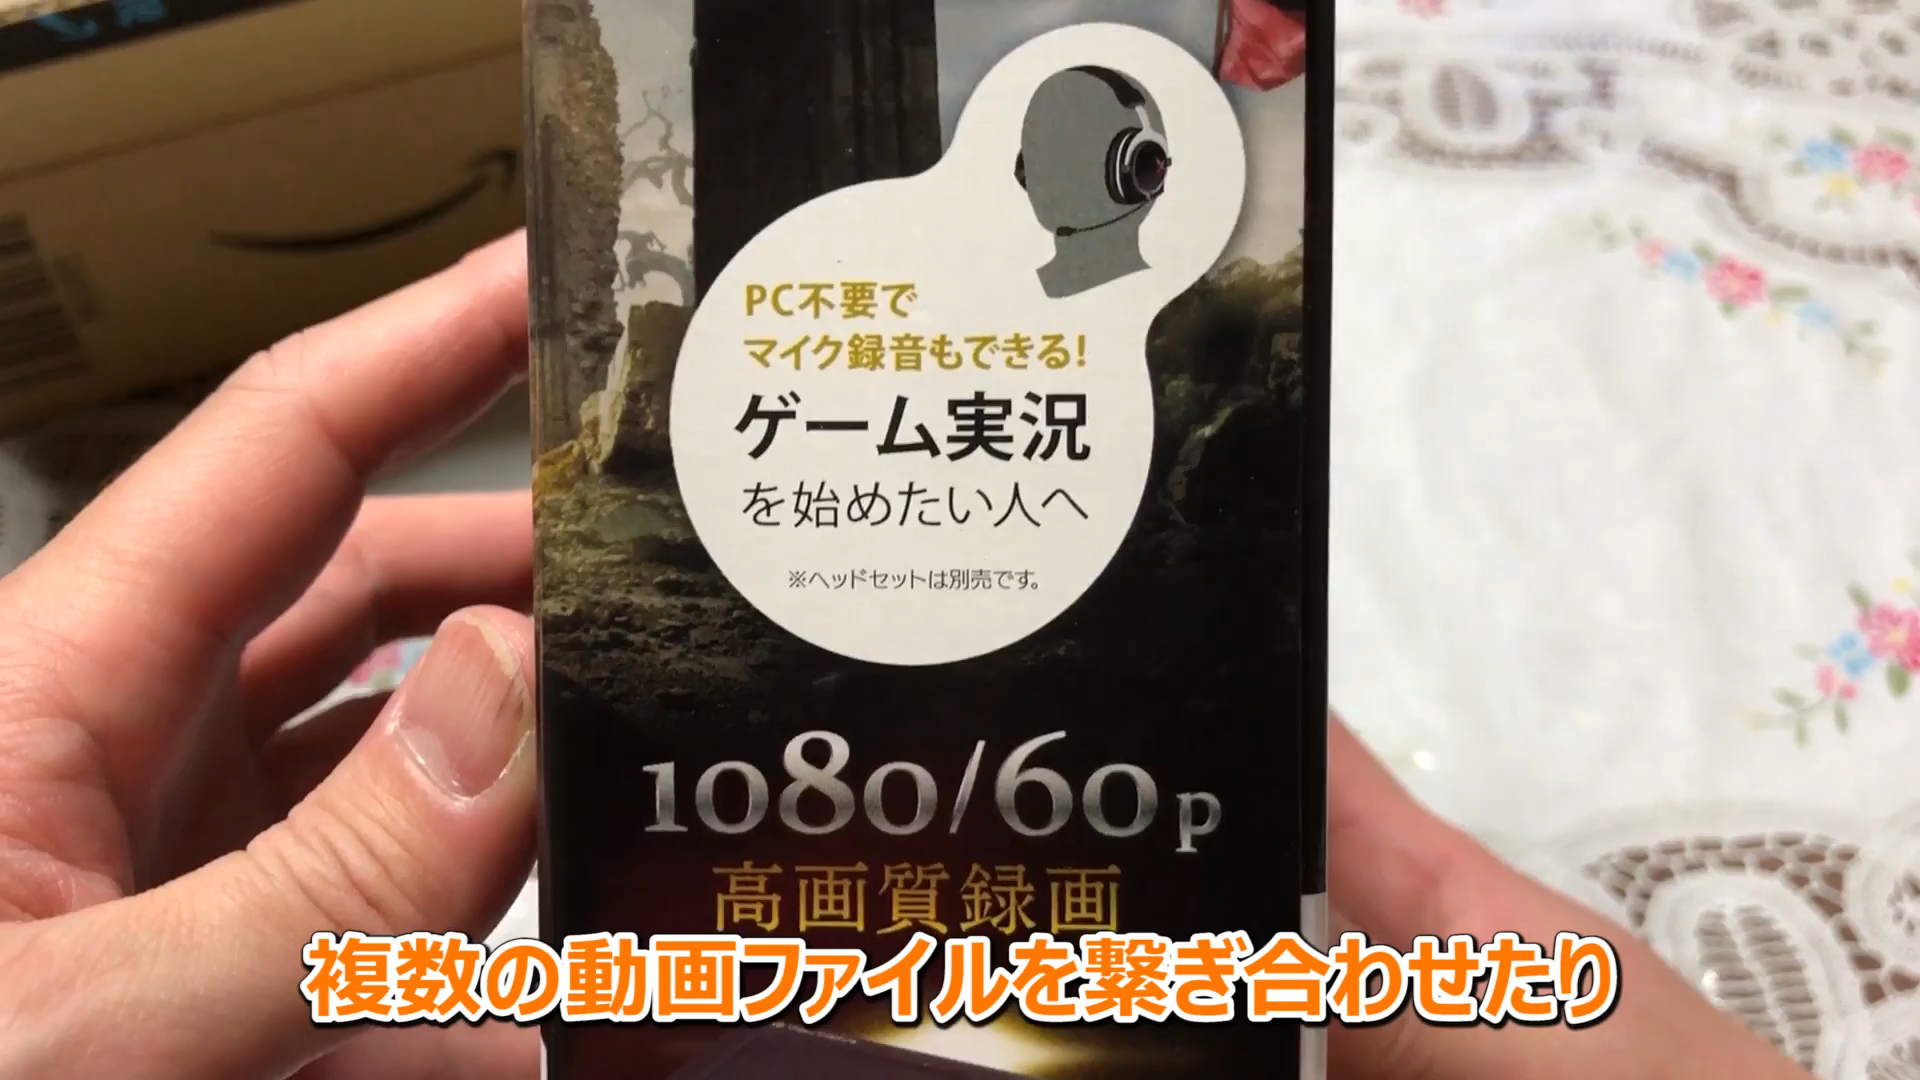 PC不要で
マイク録音もできる!
ゲーム実況
を始めたい人へ
※ヘッドセットは別売です。
1080/60p
高画質録画
複数の動画ファイルを繋ぎ合わせたり